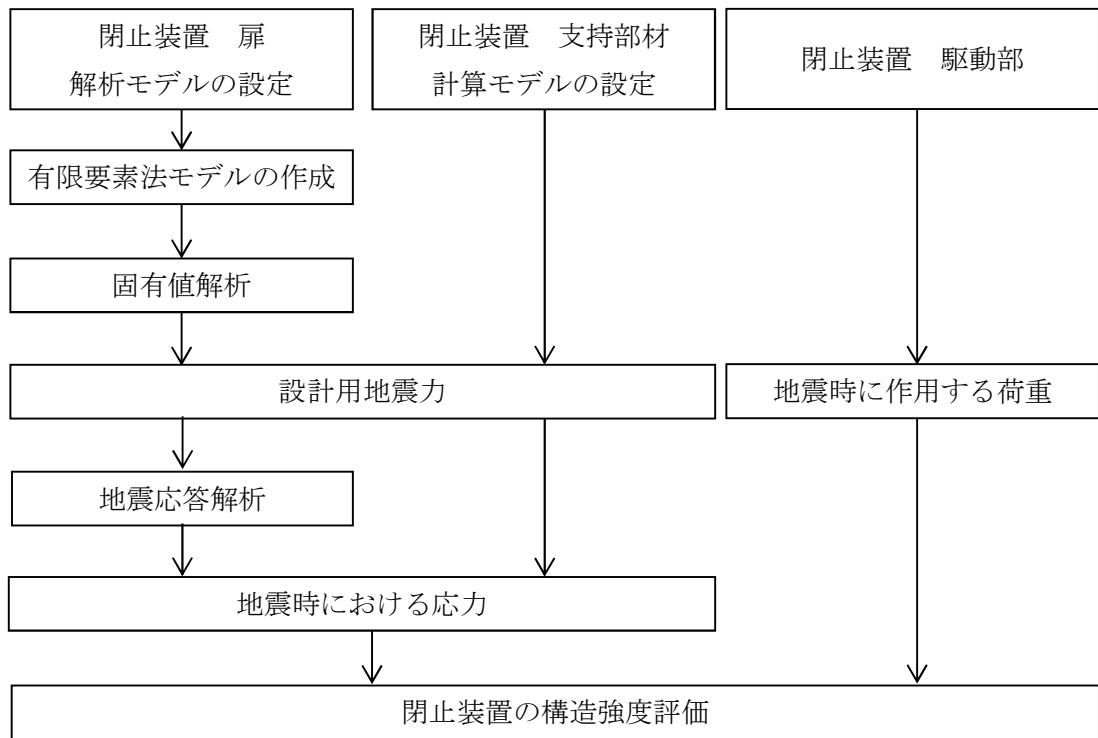 閉止装置　扉
解析モデルの設定
閉止装置　支持部材
計算モデルの設定
閉止装置　駆動部
有限要素法モデルの作成
固有値解析
設計用地震力
地震時に作用する荷重
地震応答解析
地震時における応力
閉止装置の構造強度評価